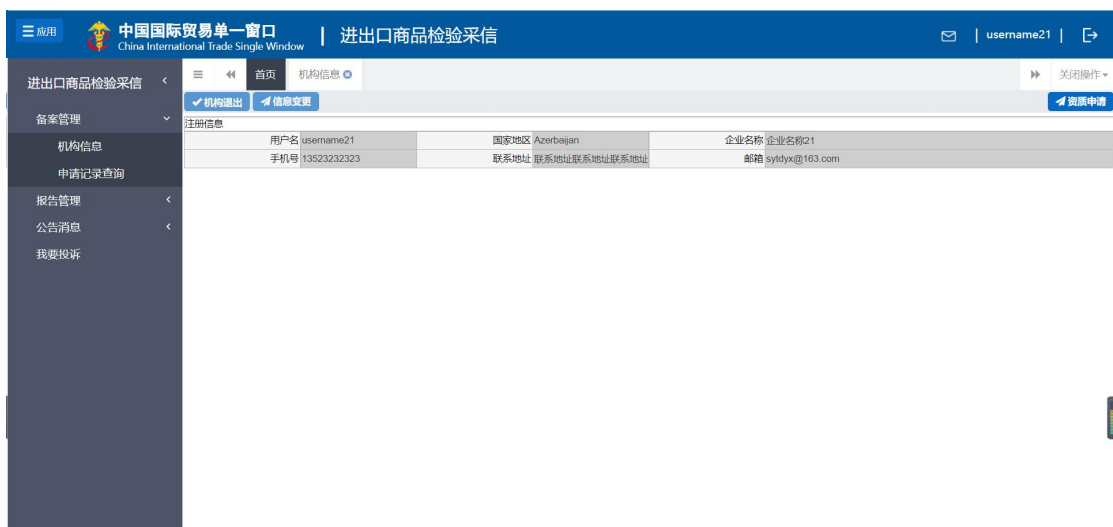 应用
中国国际贸易单一窗口
China International Trade Single Window
进出口商品检验采信
username21
进出口商品检验采信
首页
机构信息
关闭操作
机构退出
信息变更
资质申请
备案管理
机构信息
申请记录查询
报告管理
公告消息
我要投诉
注册信息
用户名 username21 国家地区 Azerbaijan 企业名称 企业名称21
手机号 13523232323 联系地址 联系地址联系地址联系地址 邮箱 sytdyx@163.com